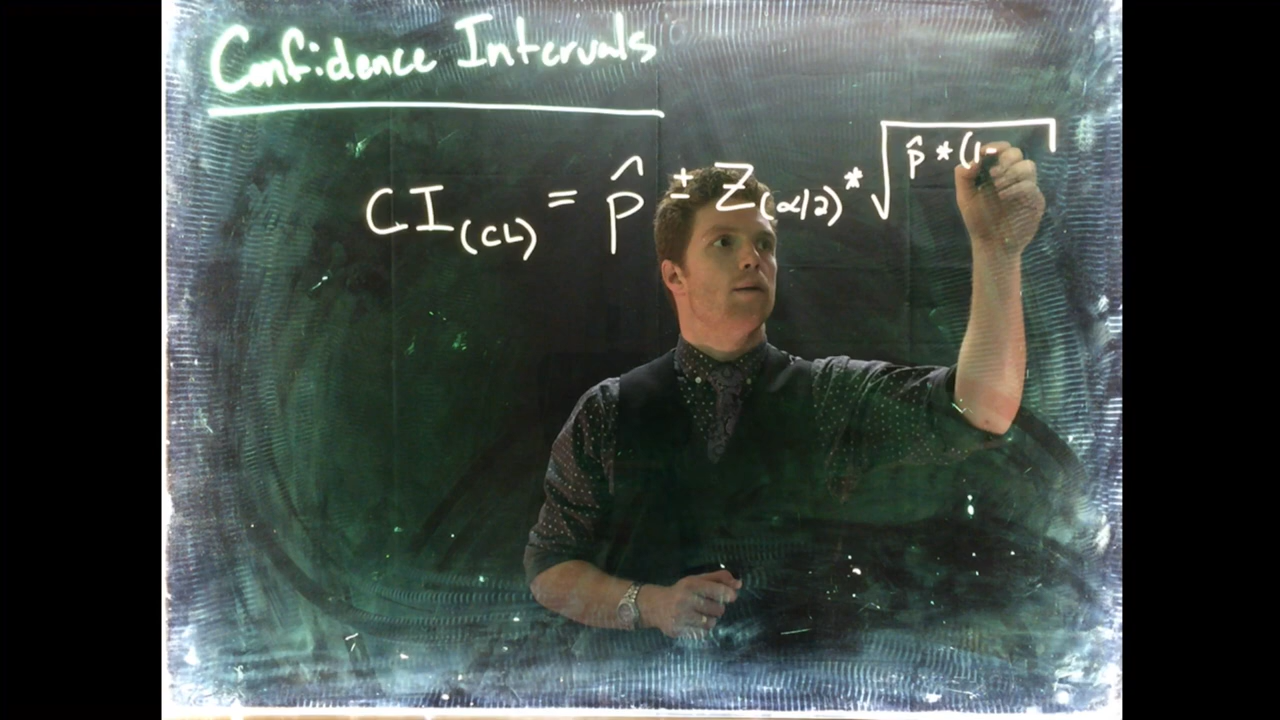 Confidence Intervals
CI(CL) = p̂ ± Z(α/2) * √ p̂ * (1-